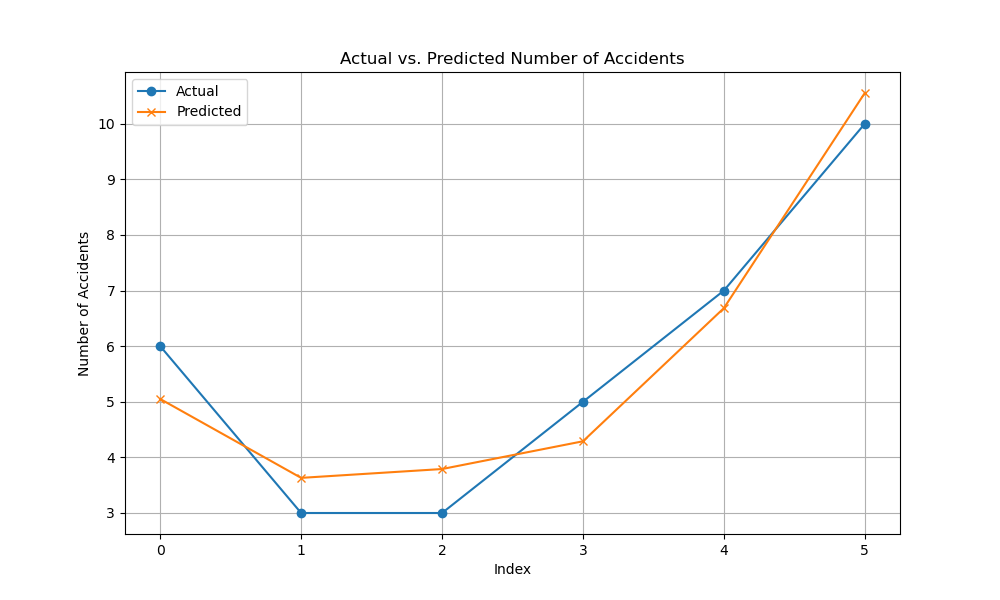 Actual vs. Predicted Number of Accidents
Actual
Predicted
10
9
8
7
6
5
4
3
Number of Accidents
0 1 2 3 4 5
Index